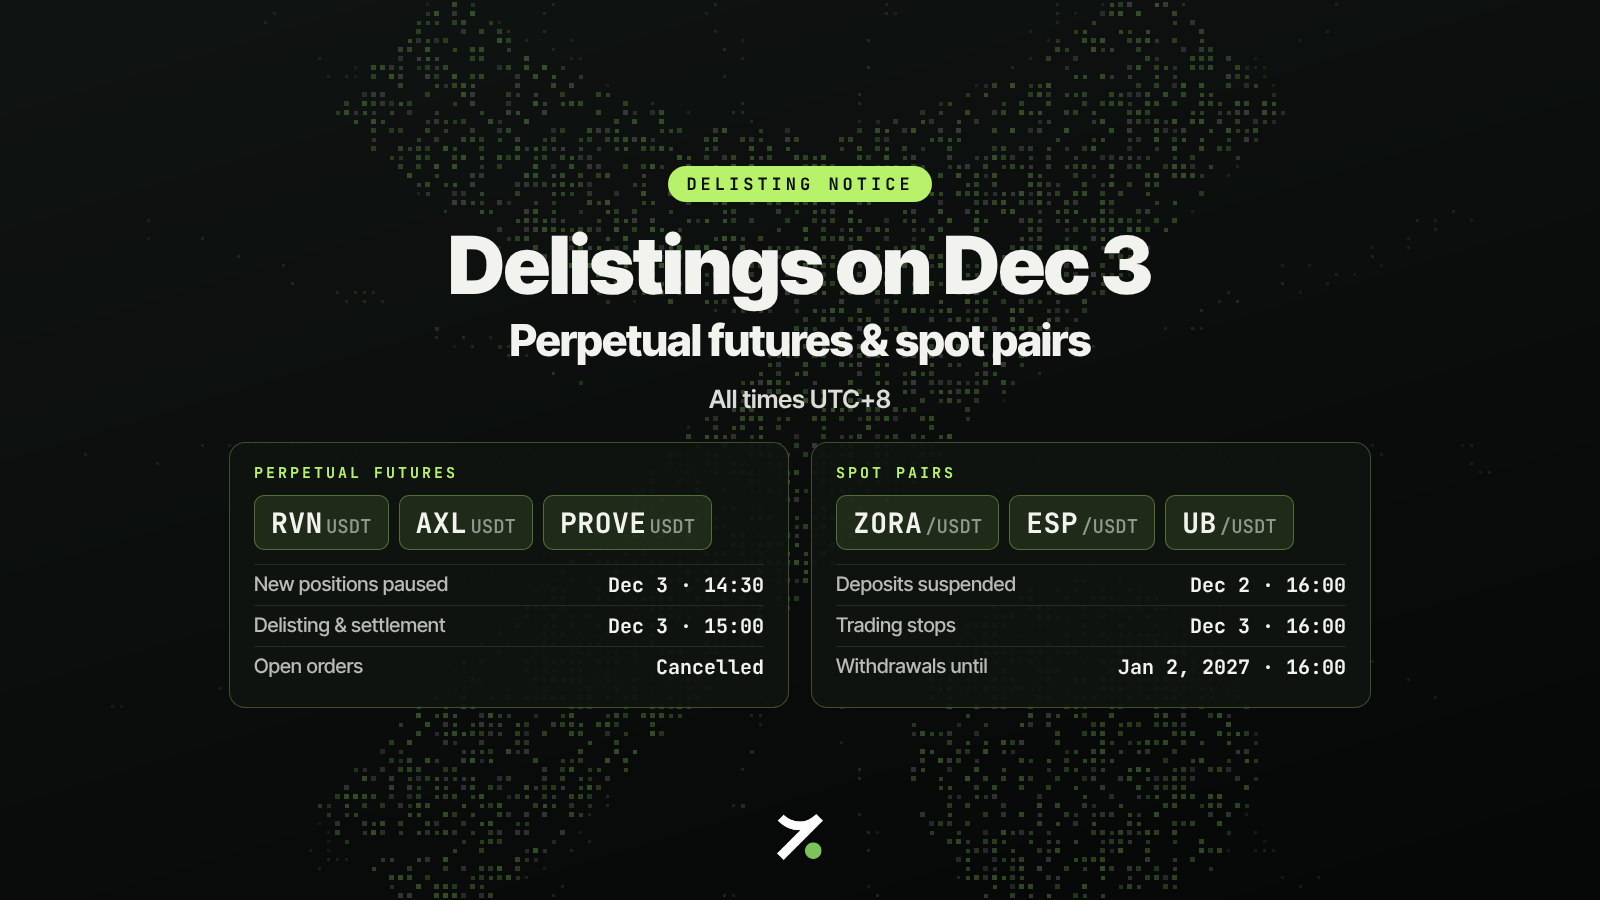 DELISTING NOTICE
Delistings on Dec 3
Perpetual futures & spot pairs
All times UTC+8
PERPETUAL FUTURES
RVN USDT AXL USDT PROVE USDT
New positions paused Dec 3 · 14:30
Delisting & settlement Dec 3 · 15:00
Open orders Cancelled
SPOT PAIRS
ZORA /USDT ESP /USDT UB /USDT
Deposits suspended Dec 2 · 16:00
Trading stops Dec 3 · 16:00
Withdrawals until Jan 2, 2027 · 16:00